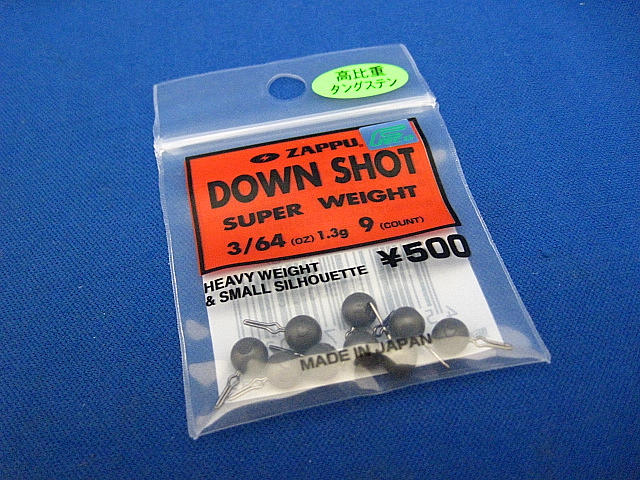 高比重
タングステン
ZAPPU.
DOWN SHOT
SUPER WEIGHT
3/64 (OZ) 1.3g 9 (COUNT)
¥500
HEAVY WEIGHT
& SMALL SILHOUETTE
MADE IN JAPAN